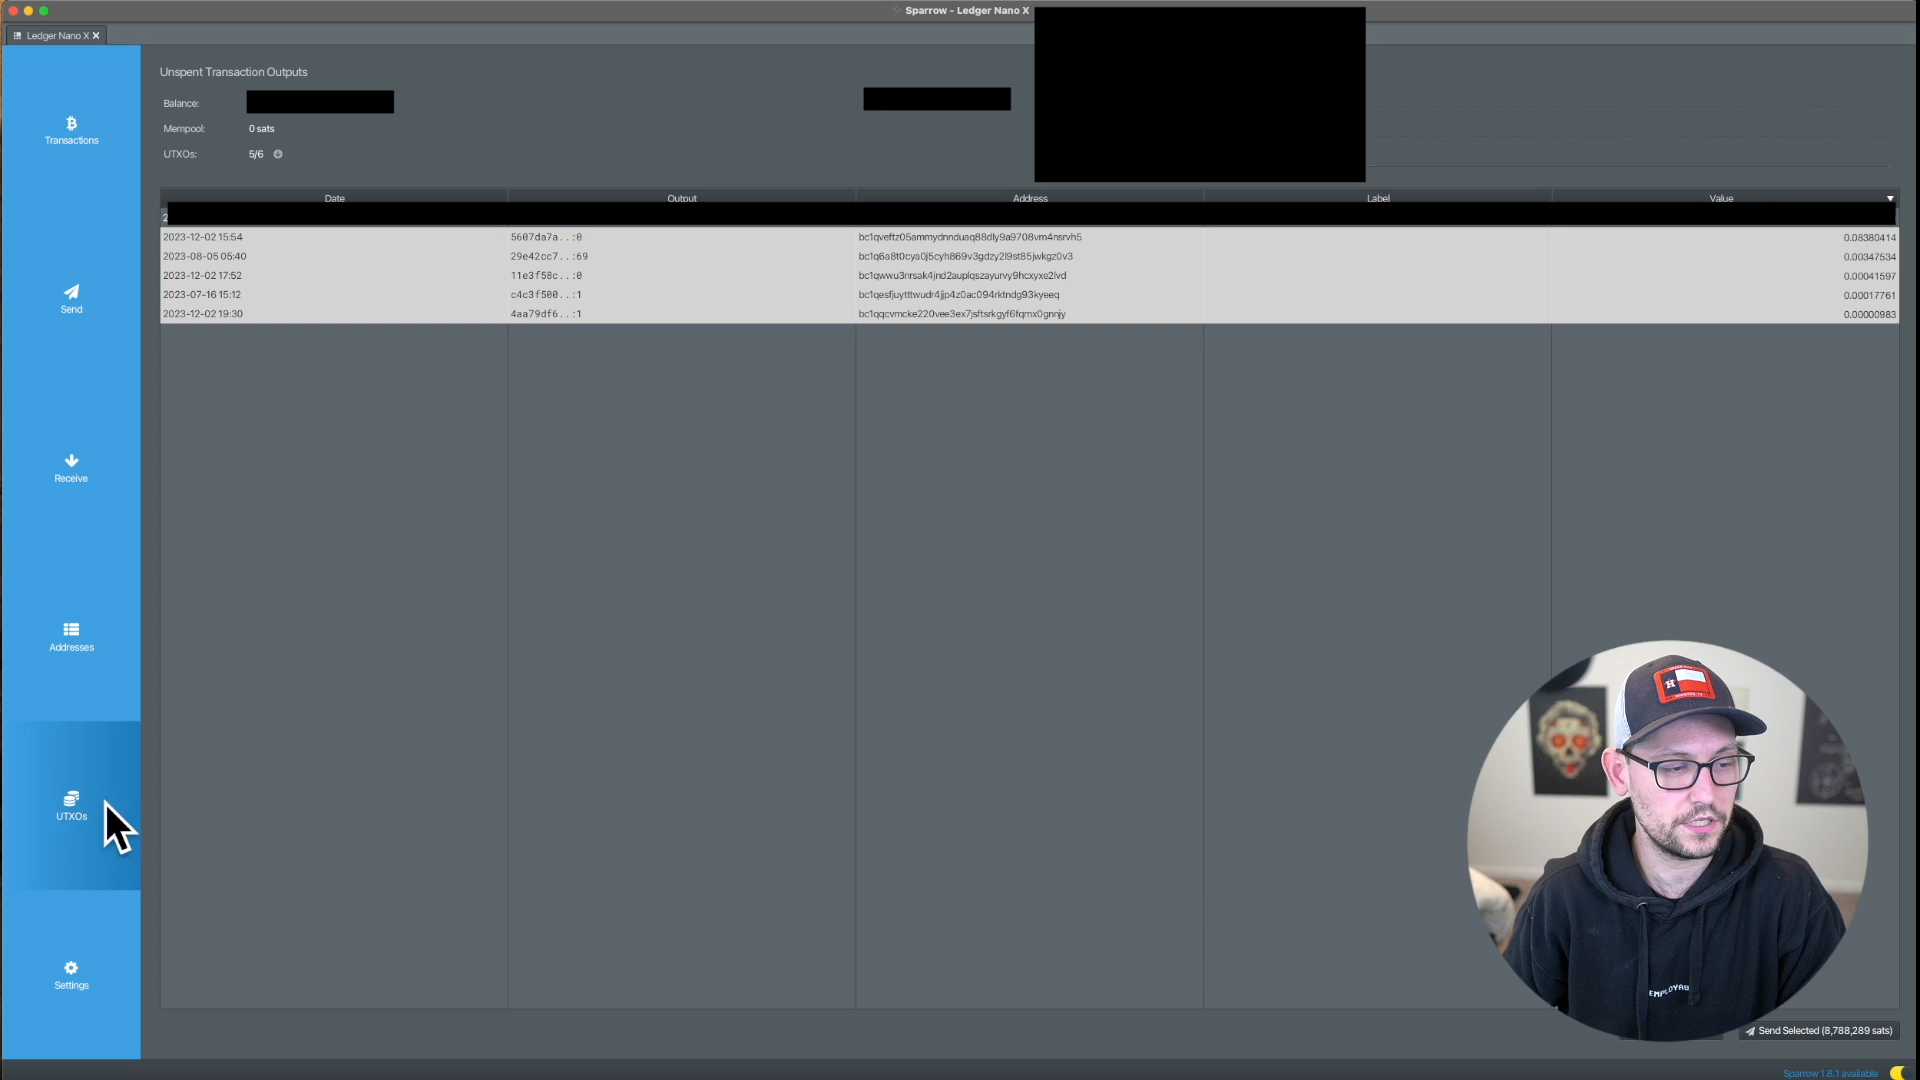 Sparrow - Ledger Nano X
Ledger Nano X
Unspent Transaction Outputs
Balance:
Mempool: 0 sats
UTXOs: 5/6
Date Output Address Label Value
2
2023-12-02 15:54 5607da7a..:0 bc1qveftz05ammydnnduaq88dly9a9708vm4nsrvh5 0.08380414
2023-08-05 05:40 29e42cc7..:69 bc1q6a8t0cya0j5cyh869v3gdzy2l9st85jwkgz0v3 0.00347534
2023-12-02 17:52 11e3f58c..:0 bc1qwwu3nrsak4jnd2auplqszayurvy9hcxyxe2lvd 0.00041597
2023-07-16 15:12 c4c3f500..:1 bc1qesfjuytttwudr4jjp4z0ac094rktndg93kyeeq 0.00017761
2023-12-02 19:30 4aa79df6..:1 bc1qqcvmcke220vee3ex7jsftsrkgyf6fqmx0gnnjy 0.00000983
Transactions
Send
Receive
Addresses
UTXOs
Settings
H
Send Selected (8,788,289 sats)
Sparrow 1.8.1 available